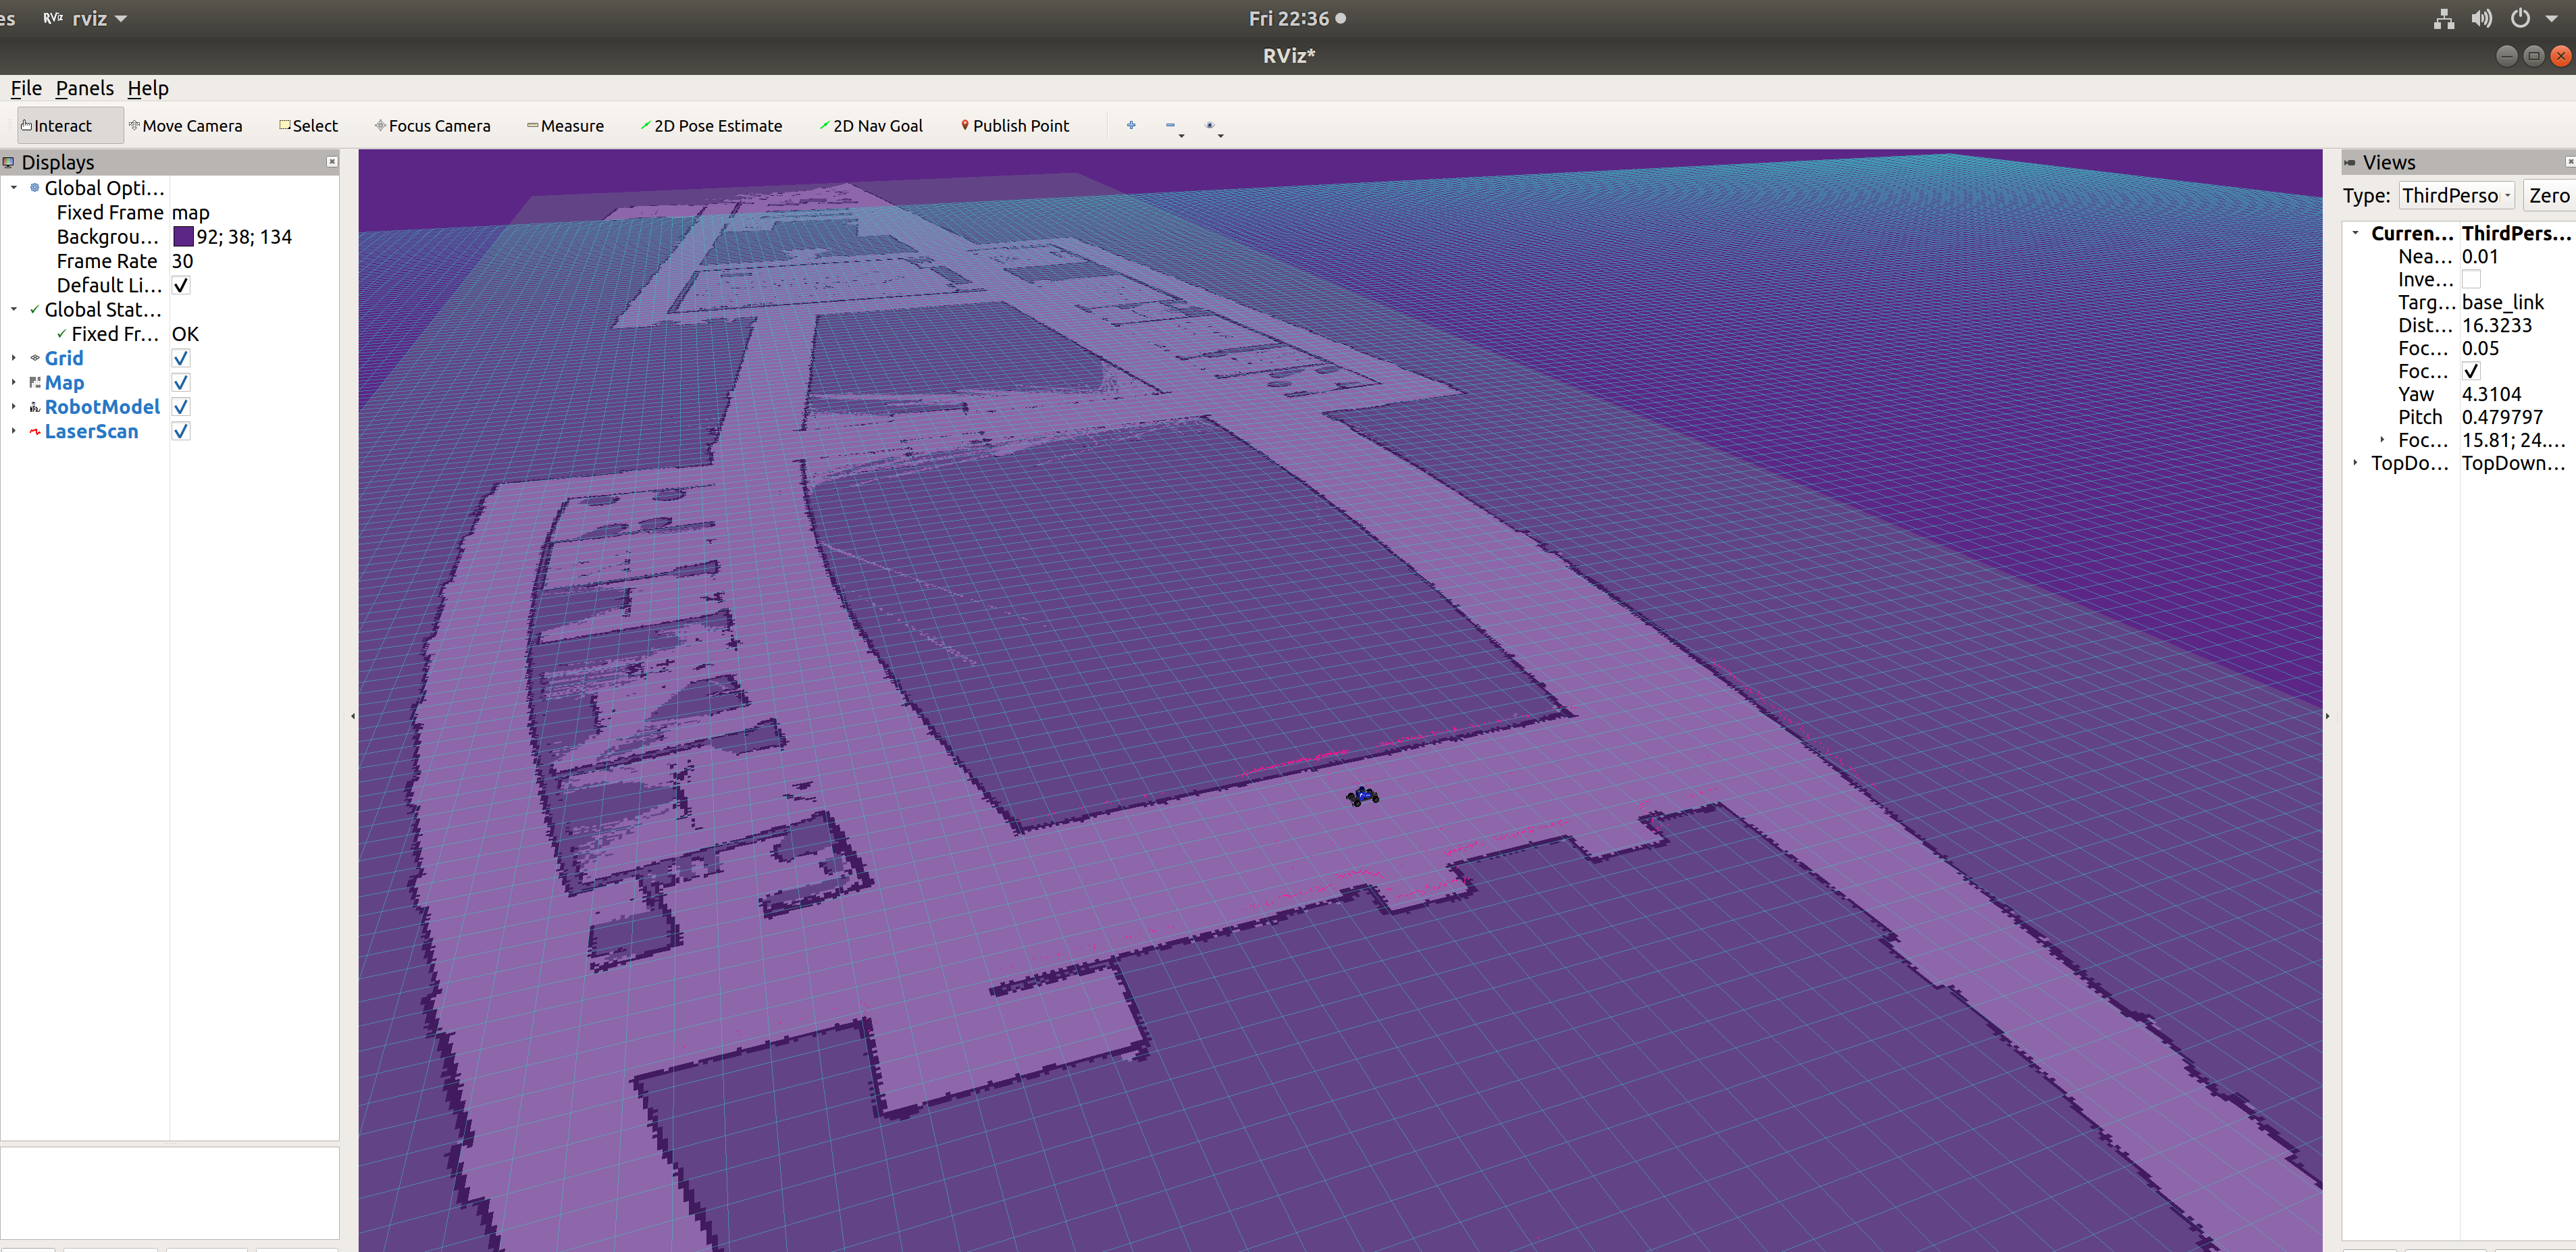 es rviz Fri 22:36
RViz*
File Panels Help
Interact Move Camera Select Focus Camera Measure 2D Pose Estimate 2D Nav Goal Publish Point
Displays
Global Opti...
Fixed Frame map
Backgrou... 92; 38; 134
Frame Rate 30
Default Li...
Global Stat...
Fixed Fr... OK
Grid
Map
RobotModel
LaserScan
Views
Type: ThirdPerso Zero
Curren... ThirdPers...
Nea... 0.01
Inve...
Targ... base_link
Dist... 16.3233
Foc... 0.05
Foc...
Yaw 4.3104
Pitch 0.479797
Foc... 15.81; 24....
TopDo... TopDown...